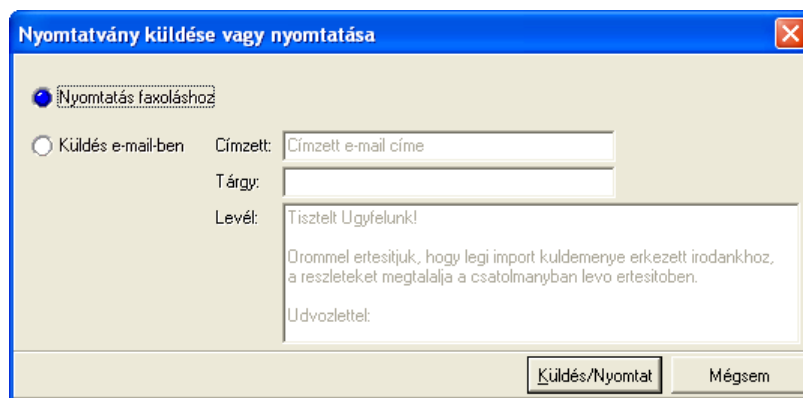 Nyomtatvány küldése vagy nyomtatása
Nyomtatás faxoláshoz
Küldés e-mail-ben Címzett: Címzett e-mail címe
Tárgy:
Levél: Tisztelt Ugyfelunk!
Orommel ertesitjuk, hogy legi import kuldemenye erkezett irodankhoz,
a reszleteket megtalalja a csatolmanyban levo ertesitoben.
Udvozlettel:
Küldés/Nyomtat Mégsem